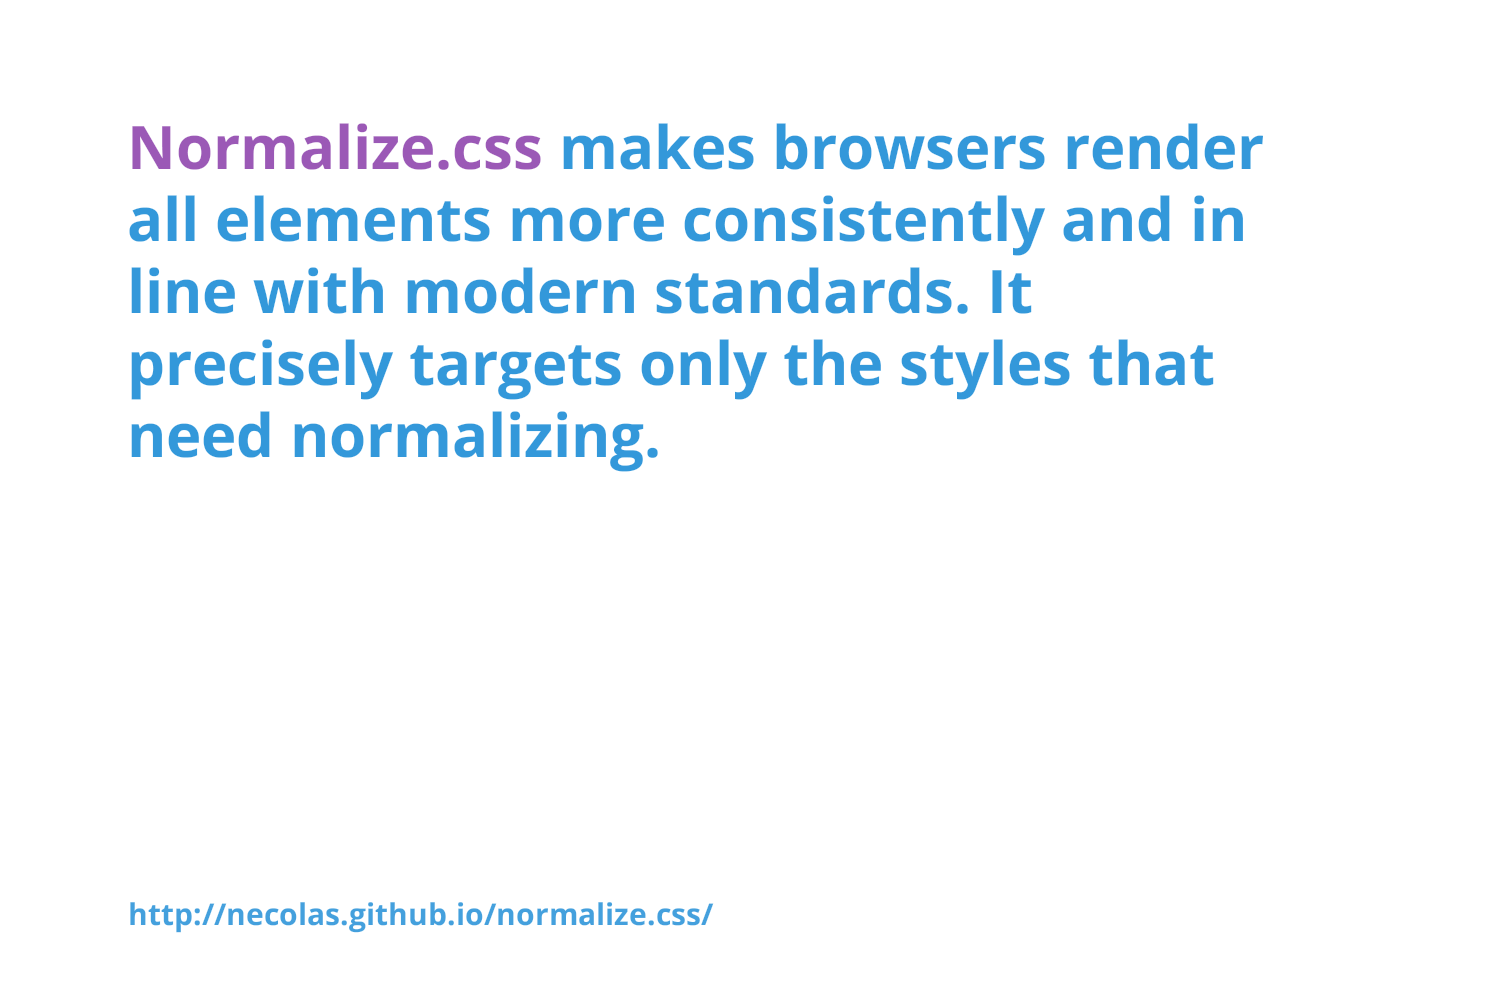 Normalize.css makes browsers render
all elements more consistently and in
line with modern standards. It
precisely targets only the styles that
need normalizing.
http://necolas.github.io/normalize.css/